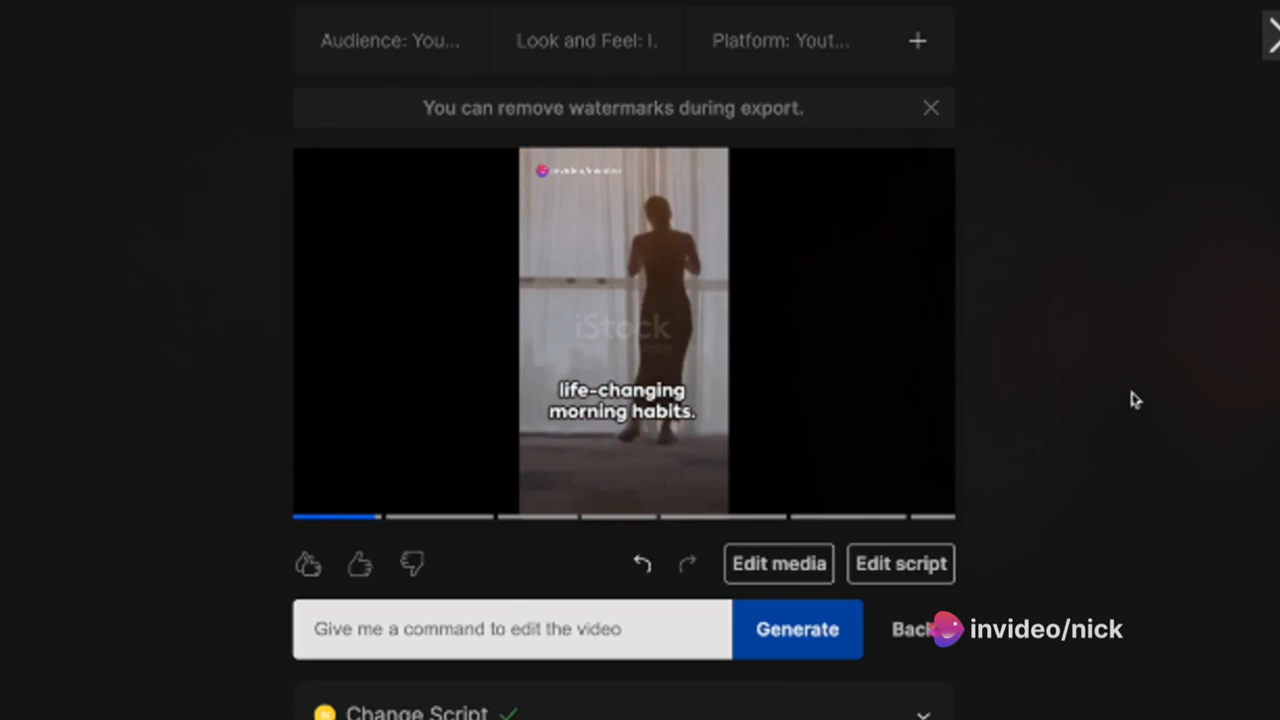 Audience: You...
Look and Feel: I.
Platform: Yout...
You can remove watermarks during export.
iStock
life-changing
morning habits.
Edit media
Edit script
Give me a command to edit the video
Generate
Back
invideo/nick
Change Script